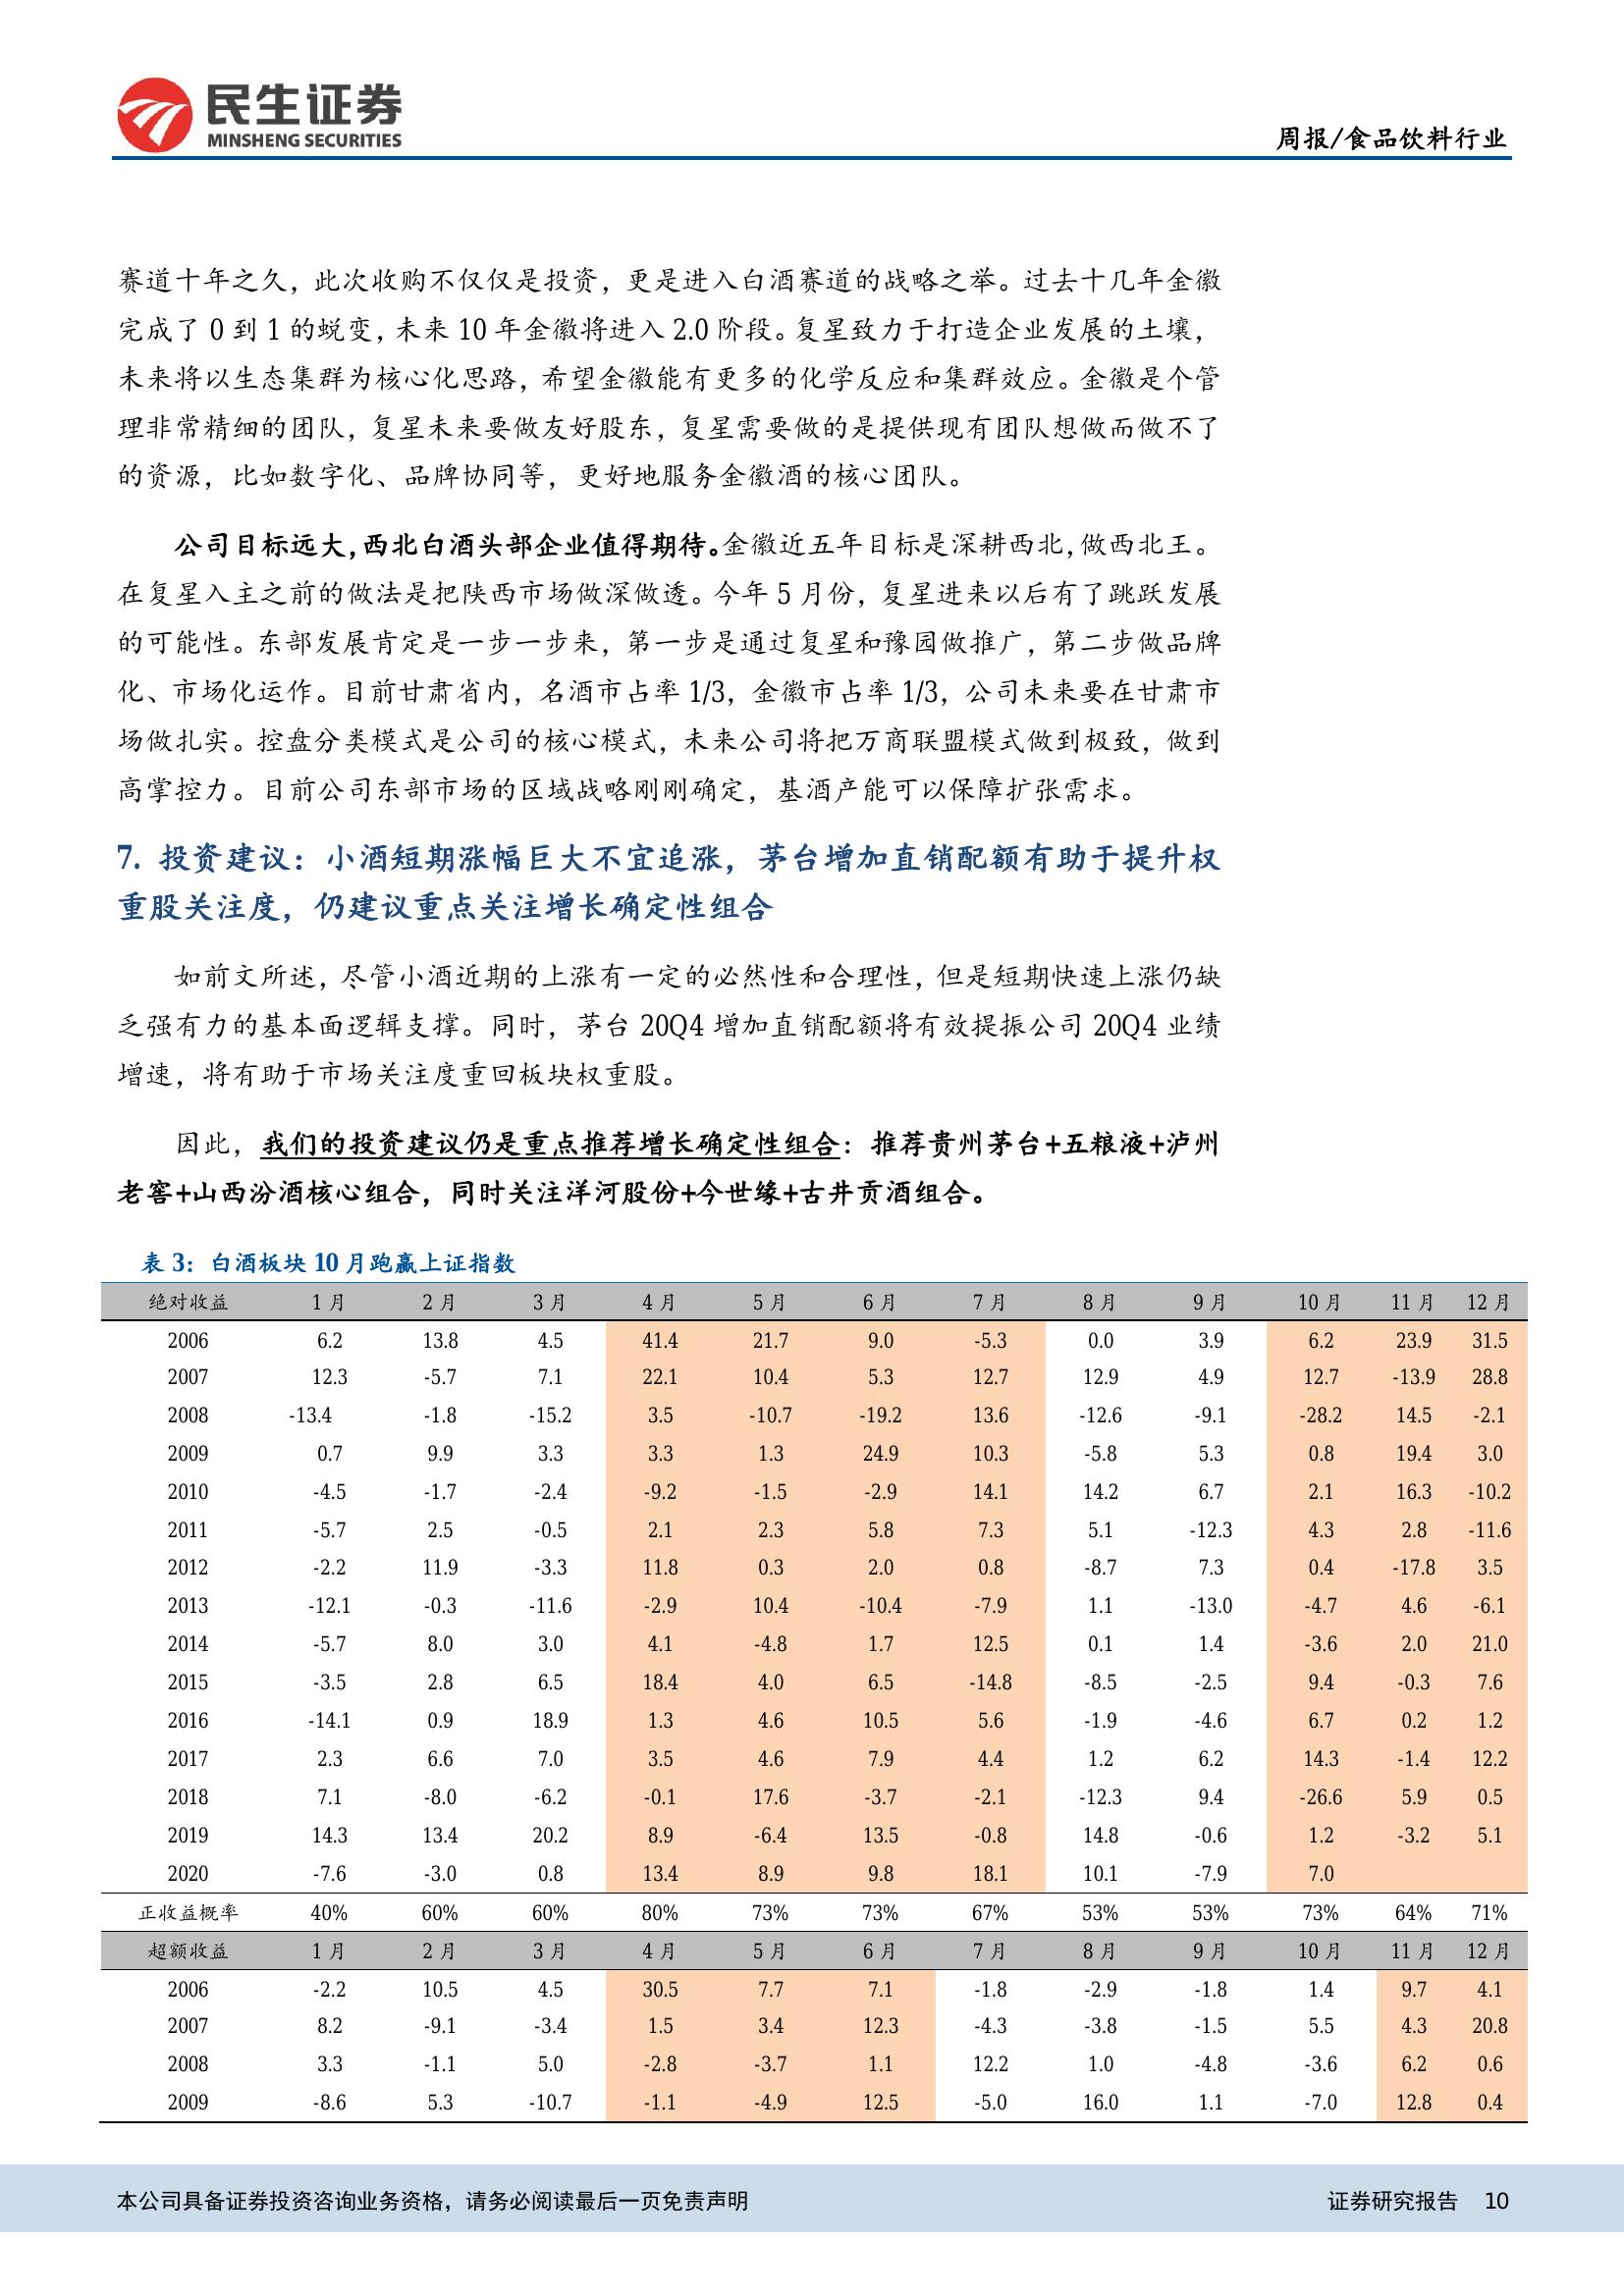 民生证券
MINSHENG SECURITIES
周报/食品饮料行业
赛道十年之久，此次收购不仅仅是投资，更是进入白酒赛道的战略之举。过去十几年金徽
完成了 0 到 1 的蜕变，未来 10 年金徽将进入 2.0 阶段。复星致力于打造企业发展的土壤，
未来将以生态集群为核心化思路，希望金徽能有更多的化学反应和集群效应。金徽是个管
理非常精细的团队，复星未来要做友好股东，复星需要做的是提供现有团队想做而做不了
的资源，比如数字化、品牌协同等，更好地服务金徽酒的核心团队。
公司目标远大，西北白酒头部企业值得期待。金徽近五年目标是深耕西北，做西北王。
在复星入主之前的做法是把陕西市场做深做透。今年 5 月份，复星进来以后有了跳跃发展
的可能性。东部发展肯定是一步一步来，第一步是通过复星和豫园做推广，第二步做品牌
化、市场化运作。目前甘肃省内，名酒市占率 1/3，金徽市占率 1/3，公司未来要在甘肃市
场做扎实。控盘分类模式是公司的核心模式，未来公司将把万商联盟模式做到极致，做到
高掌控力。目前公司东部市场的区域战略刚刚确定，基酒产能可以保障扩张需求。
7. 投资建议：小酒短期涨幅巨大不宜追涨，茅台增加直销配额有助于提升权
重股关注度，仍建议重点关注增长确定性组合
如前文所述，尽管小酒近期的上涨有一定的必然性和合理性，但是短期快速上涨仍缺
乏强有力的基本面逻辑支撑。同时，茅台 20Q4 增加直销配额将有效提振公司 20Q4 业绩
增速，将有助于市场关注度重回板块权重股。
因此，我们的投资建议仍是重点推荐增长确定性组合：推荐贵州茅台+五粮液+泸州
老窖+山西汾酒核心组合，同时关注洋河股份+今世缘+古井贡酒组合。
表 3：白酒板块 10 月跑赢上证指数
绝对收益 1 月 2 月 3 月 4 月 5 月 6 月 7 月 8 月 9 月 10 月 11 月 12 月
2006 6.2 13.8 4.5 41.4 21.7 9.0 -5.3 0.0 3.9 6.2 23.9 31.5
2007 12.3 -5.7 7.1 22.1 10.4 5.3 12.7 12.9 4.9 12.7 -13.9 28.8
2008 -13.4 -1.8 -15.2 3.5 -10.7 -19.2 13.6 -12.6 -9.1 -28.2 14.5 -2.1
2009 0.7 9.9 3.3 3.3 1.3 24.9 10.3 -5.8 5.3 0.8 19.4 3.0
2010 -4.5 -1.7 -2.4 -9.2 -1.5 -2.9 14.1 14.2 6.7 2.1 16.3 -10.2
2011 -5.7 2.5 -0.5 2.1 2.3 5.8 7.3 5.1 -12.3 4.3 2.8 -11.6
2012 -2.2 11.9 -3.3 11.8 0.3 2.0 0.8 -8.7 7.3 0.4 -17.8 3.5
2013 -12.1 -0.3 -11.6 -2.9 10.4 -10.4 -7.9 1.1 -13.0 -4.7 4.6 -6.1
2014 -5.7 8.0 3.0 4.1 -4.8 1.7 12.5 0.1 1.4 -3.6 2.0 21.0
2015 -3.5 2.8 6.5 18.4 4.0 6.5 -14.8 -8.5 -2.5 9.4 -0.3 7.6
2016 -14.1 0.9 18.9 1.3 4.6 10.5 5.6 -1.9 -4.6 6.7 0.2 1.2
2017 2.3 6.6 7.0 3.5 4.6 7.9 4.4 1.2 6.2 14.3 -1.4 12.2
2018 7.1 -8.0 -6.2 -0.1 17.6 -3.7 -2.1 -12.3 9.4 -26.6 5.9 0.5
2019 14.3 13.4 20.2 8.9 -6.4 13.5 -0.8 14.8 -0.6 1.2 -3.2 5.1
2020 -7.6 -3.0 0.8 13.4 8.9 9.8 18.1 10.1 -7.9 7.0
正收益概率 40% 60% 60% 80% 73% 73% 67% 53% 53% 73% 64% 71%
超额收益 1 月 2 月 3 月 4 月 5 月 6 月 7 月 8 月 9 月 10 月 11 月 12 月
2006 -2.2 10.5 4.5 30.5 7.7 7.1 -1.8 -2.9 -1.8 1.4 9.7 4.1
2007 8.2 -9.1 -3.4 1.5 3.4 12.3 -4.3 -3.8 -1.5 5.5 4.3 20.8
2008 3.3 -1.1 5.0 -2.8 -3.7 1.1 12.2 1.0 -4.8 -3.6 6.2 0.6
2009 -8.6 5.3 -10.7 -1.1 -4.9 12.5 -5.0 16.0 1.1 -7.0 12.8 0.4
本公司具备证券投资咨询业务资格，请务必阅读最后一页免责声明
证券研究报告 10